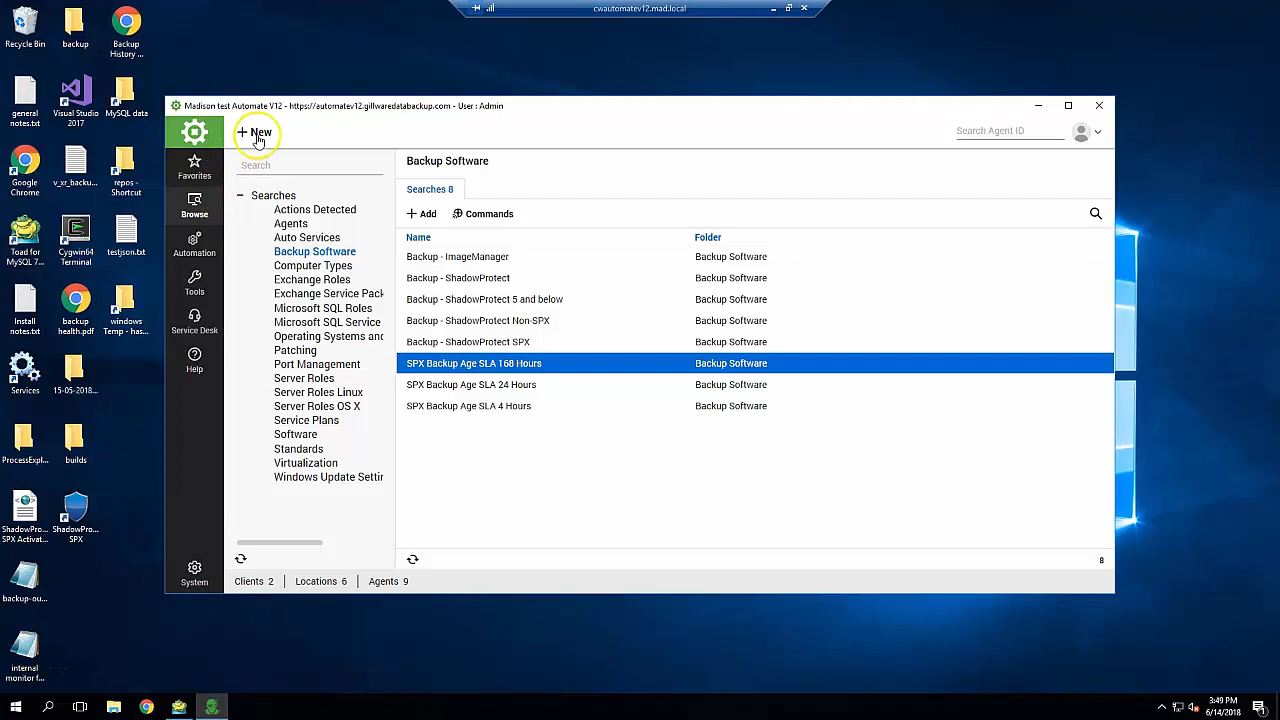 cwautomatev12.mad.local
Recycle Bin
backup
Backup
History ...
general
notes.txt
Visual Studio
2017
MySQL data
Google
Chrome
v_xr_backu...
repos -
Shortcut
Toad for
MySQL 7...
Cygwin64
Terminal
testjson.txt
Install
notes.txt
backup
health.pdf
windows
Temp - has...
Services
15-05-2018...
ProcessExpl...
builds
ShadowPro...
SPX Activat...
ShadowPro...
SPX
backup-ou...
internal
monitor f...
Madison test Automate V12 - https://automatev12.gillwaredatabackup.com - User : Admin
+ New
Search Agent ID
Favorites
Browse
Automation
Tools
Service Desk
Help
System
Search
Searches
Actions Detected
Agents
Auto Services
Backup Software
Computer Types
Exchange Roles
Exchange Service Pack
Microsoft SQL Roles
Microsoft SQL Service
Operating Systems and
Patching
Port Management
Server Roles
Server Roles Linux
Server Roles OS X
Service Plans
Software
Standards
Virtualization
Windows Update Settin
Backup Software
Searches 8
+ Add Commands
Name Folder
Backup - ImageManager Backup Software
Backup - ShadowProtect Backup Software
Backup - ShadowProtect 5 and below Backup Software
Backup - ShadowProtect Non-SPX Backup Software
Backup - ShadowProtect SPX Backup Software
SPX Backup Age SLA 168 Hours Backup Software
SPX Backup Age SLA 24 Hours Backup Software
SPX Backup Age SLA 4 Hours Backup Software
8
Clients 2 Locations 6 Agents 9
3:49 PM
6/14/2018